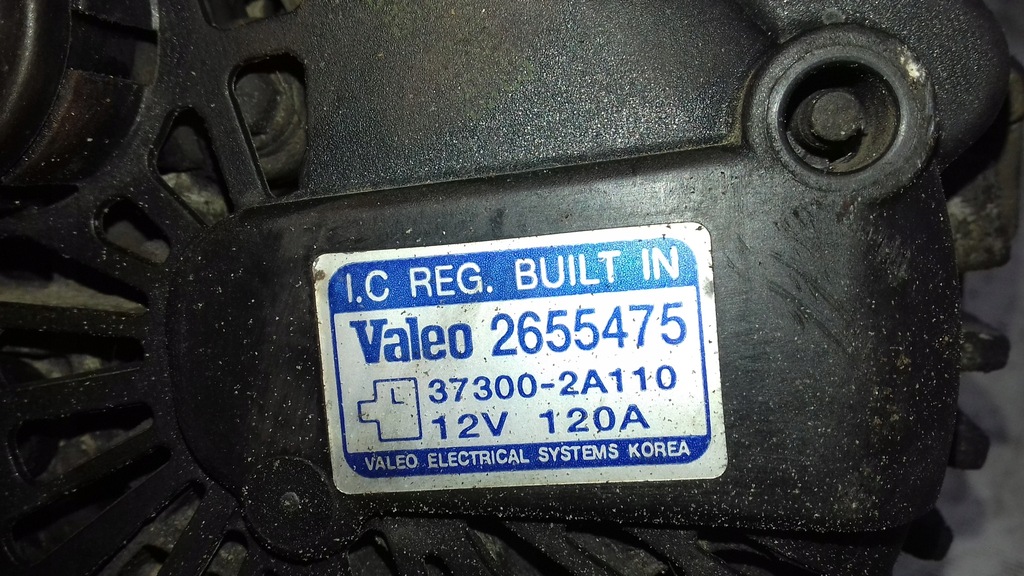 I.C REG. BUILT IN
Valeo 2655475
37300-2A110
12V 120A
VALEO ELECTRICAL SYSTEMS KOREA